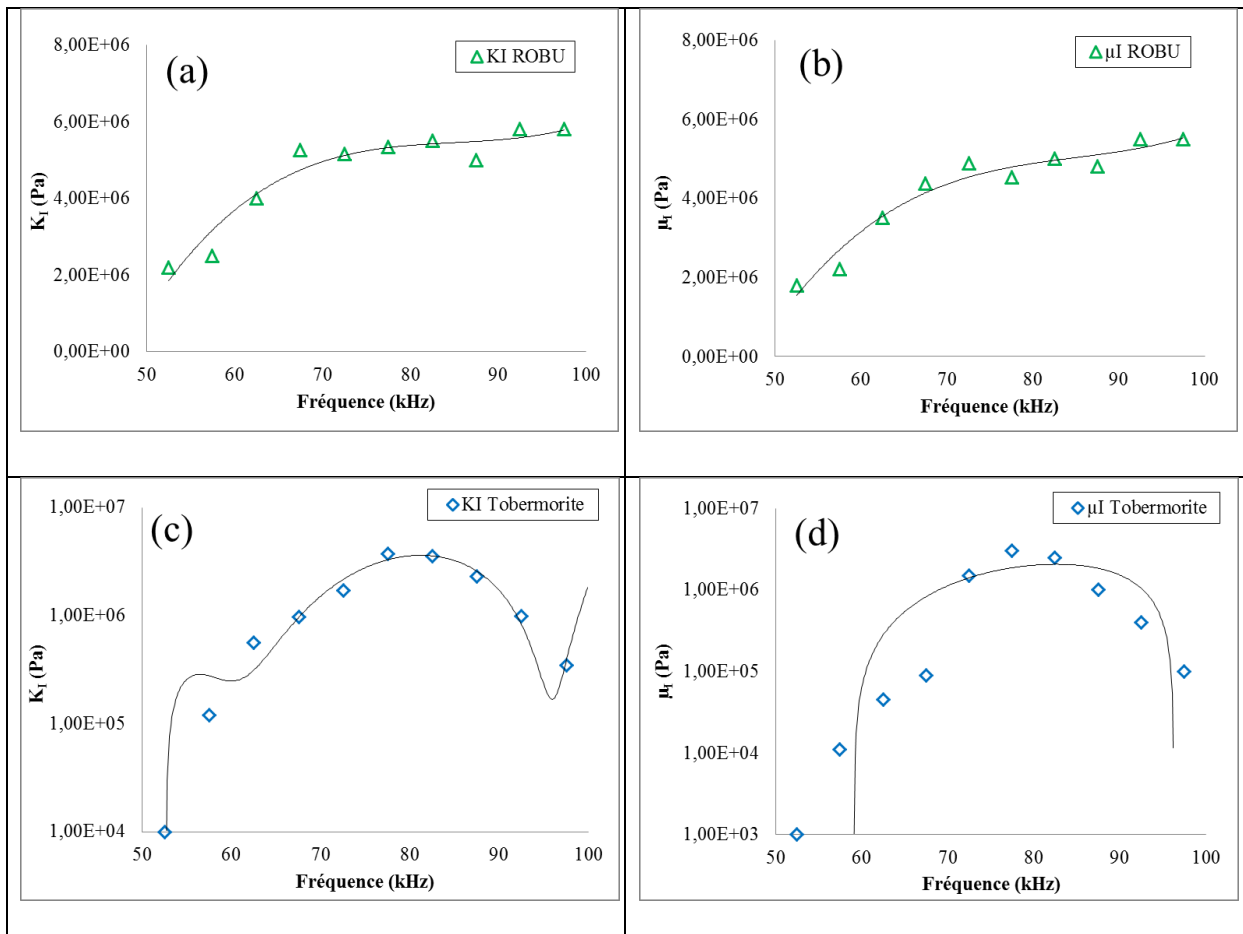 (a)
KI ROBU
8,00E+06
6,00E+06
4,00E+06
2,00E+06
0,00E+00
K_I (Pa)
50 60 70 80 90 100
Fréquence (kHz)
(b)
µI ROBU
8,00E+06
6,00E+06
4,00E+06
2,00E+06
0,00E+00
µ_I (Pa)
50 60 70 80 90 100
Fréquence (kHz)
(c)
KI Tobermorite
1,00E+07
1,00E+06
1,00E+05
1,00E+04
K_I (Pa)
50 60 70 80 90 100
Fréquence (kHz)
(d)
µI Tobermorite
1,00E+07
1,00E+06
1,00E+05
1,00E+04
1,00E+03
µ_I (Pa)
50 60 70 80 90 100
Fréquence (kHz)